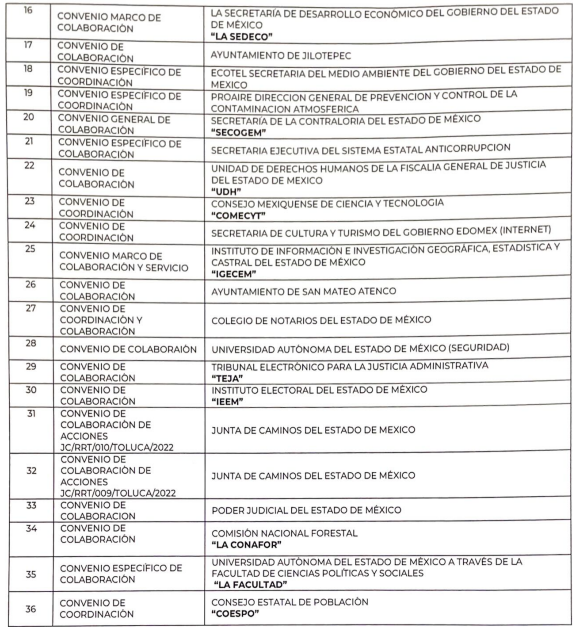 16
CONVENIO MARCO DE
COLABORACIÓN
LA SECRETARÍA DE DESARROLLO ECONÓMICO DEL GOBIERNO DEL ESTADO
DE MÉXICO
"LA SEDECO"
17
CONVENIO DE
COLABORACIÓN
AYUNTAMIENTO DE JILOTEPEC
18
CONVENIO ESPECÍFICO DE
COORDINACIÓN
ECOTEL SECRETARIA DEL MEDIO AMBIENTE DEL GOBIERNO DEL ESTADO DE
MEXICO
19
CONVENIO ESPECÍFICO DE
COORDINACIÓN
PROAIRE DIRECCION GENERAL DE PREVENCION Y CONTROL DE LA
CONTAMINACION ATMOSFERICA
20
CONVENIO GENERAL DE
COLABORACIÓN
SECRETARÍA DE LA CONTRALORIA DEL ESTADO DE MÉXICO
"SECOGEM"
21
CONVENIO ESPECÍFICO DE
COLABORACIÓN
SECRETARIA EJECUTIVA DEL SISTEMA ESTATAL ANTICORRUPCION
22
CONVENIO DE
COLABORACIÓN
UNIDAD DE DERECHOS HUMANOS DE LA FISCALIA GENERAL DE JUSTICIA
DEL ESTADO DE MEXICO
"UDH"
23
CONVENIO DE
COORDINACIÓN
CONSEJO MEXIQUENSE DE CIENCIA Y TECNOLOGIA
"COMECYT"
24
CONVENIO DE
COORDINACIÓN
SECRETARIA DE CULTURA Y TURISMO DEL GOBIERNO EDOMEX (INTERNET)
25
CONVENIO MARCO DE
COLABORACIÓN Y SERVICIO
INSTITUTO DE INFORMACIÓN E INVESTIGACIÓN GEOGRÁFICA, ESTADISTICA Y
CASTRAL DEL ESTADO DE MÉXICO
"IGECEM"
26
CONVENIO DE
COLABORACIÓN
AYUNTAMIENTO DE SAN MATEO ATENCO
27
CONVENIO DE
COORDINACIÓN Y
COLABORACIÓN
COLEGIO DE NOTARIOS DEL ESTADO DE MÉXICO
28
CONVENIO DE COLABORAIÓN
UNIVERSIDAD AUTÓNOMA DEL ESTADO DE MÉXICO (SEGURIDAD)
29
CONVENIO DE
COLABORACIÓN
TRIBUNAL ELECTRÓNICO PARA LA JUSTICIA ADMINISTRATIVA
"TEJA"
30
CONVENIO DE
COLABORACIÓN
INSTITUTO ELECTORAL DEL ESTADO DE MÉXICO
"IEEM"
31
CONVENIO DE
COLABORACIÓN DE
ACCIONES
JC/RRT/010/TOLUCA/2022
JUNTA DE CAMINOS DEL ESTADO DE MEXICO
32
CONVENIO DE
COLABORACIÓN DE
ACCIONES
JC/RRT/009/TOLUCA/2022
JUNTA DE CAMINOS DEL ESTADO DE MÉXICO
33
CONVENIO DE
COLABORACION
PODER JUDICIAL DEL ESTADO DE MÉXICO
34
CONVENIO DE
COLABORACIÓN
COMISIÓN NACIONAL FORESTAL
"LA CONAFOR"
35
CONVENIO ESPECÍFICO DE
COLABORACIÓN
UNIVERSIDAD AUTÓNOMA DEL ESTADO DE MÉXICO A TRAVÉS DE LA
FACULTAD DE CIENCIAS POLÍTICAS Y SOCIALES
"LA FACULTAD"
36
CONVENIO DE
COORDINACIÓN
CONSEJO ESTATAL DE POBLACIÓN
"COESPO"